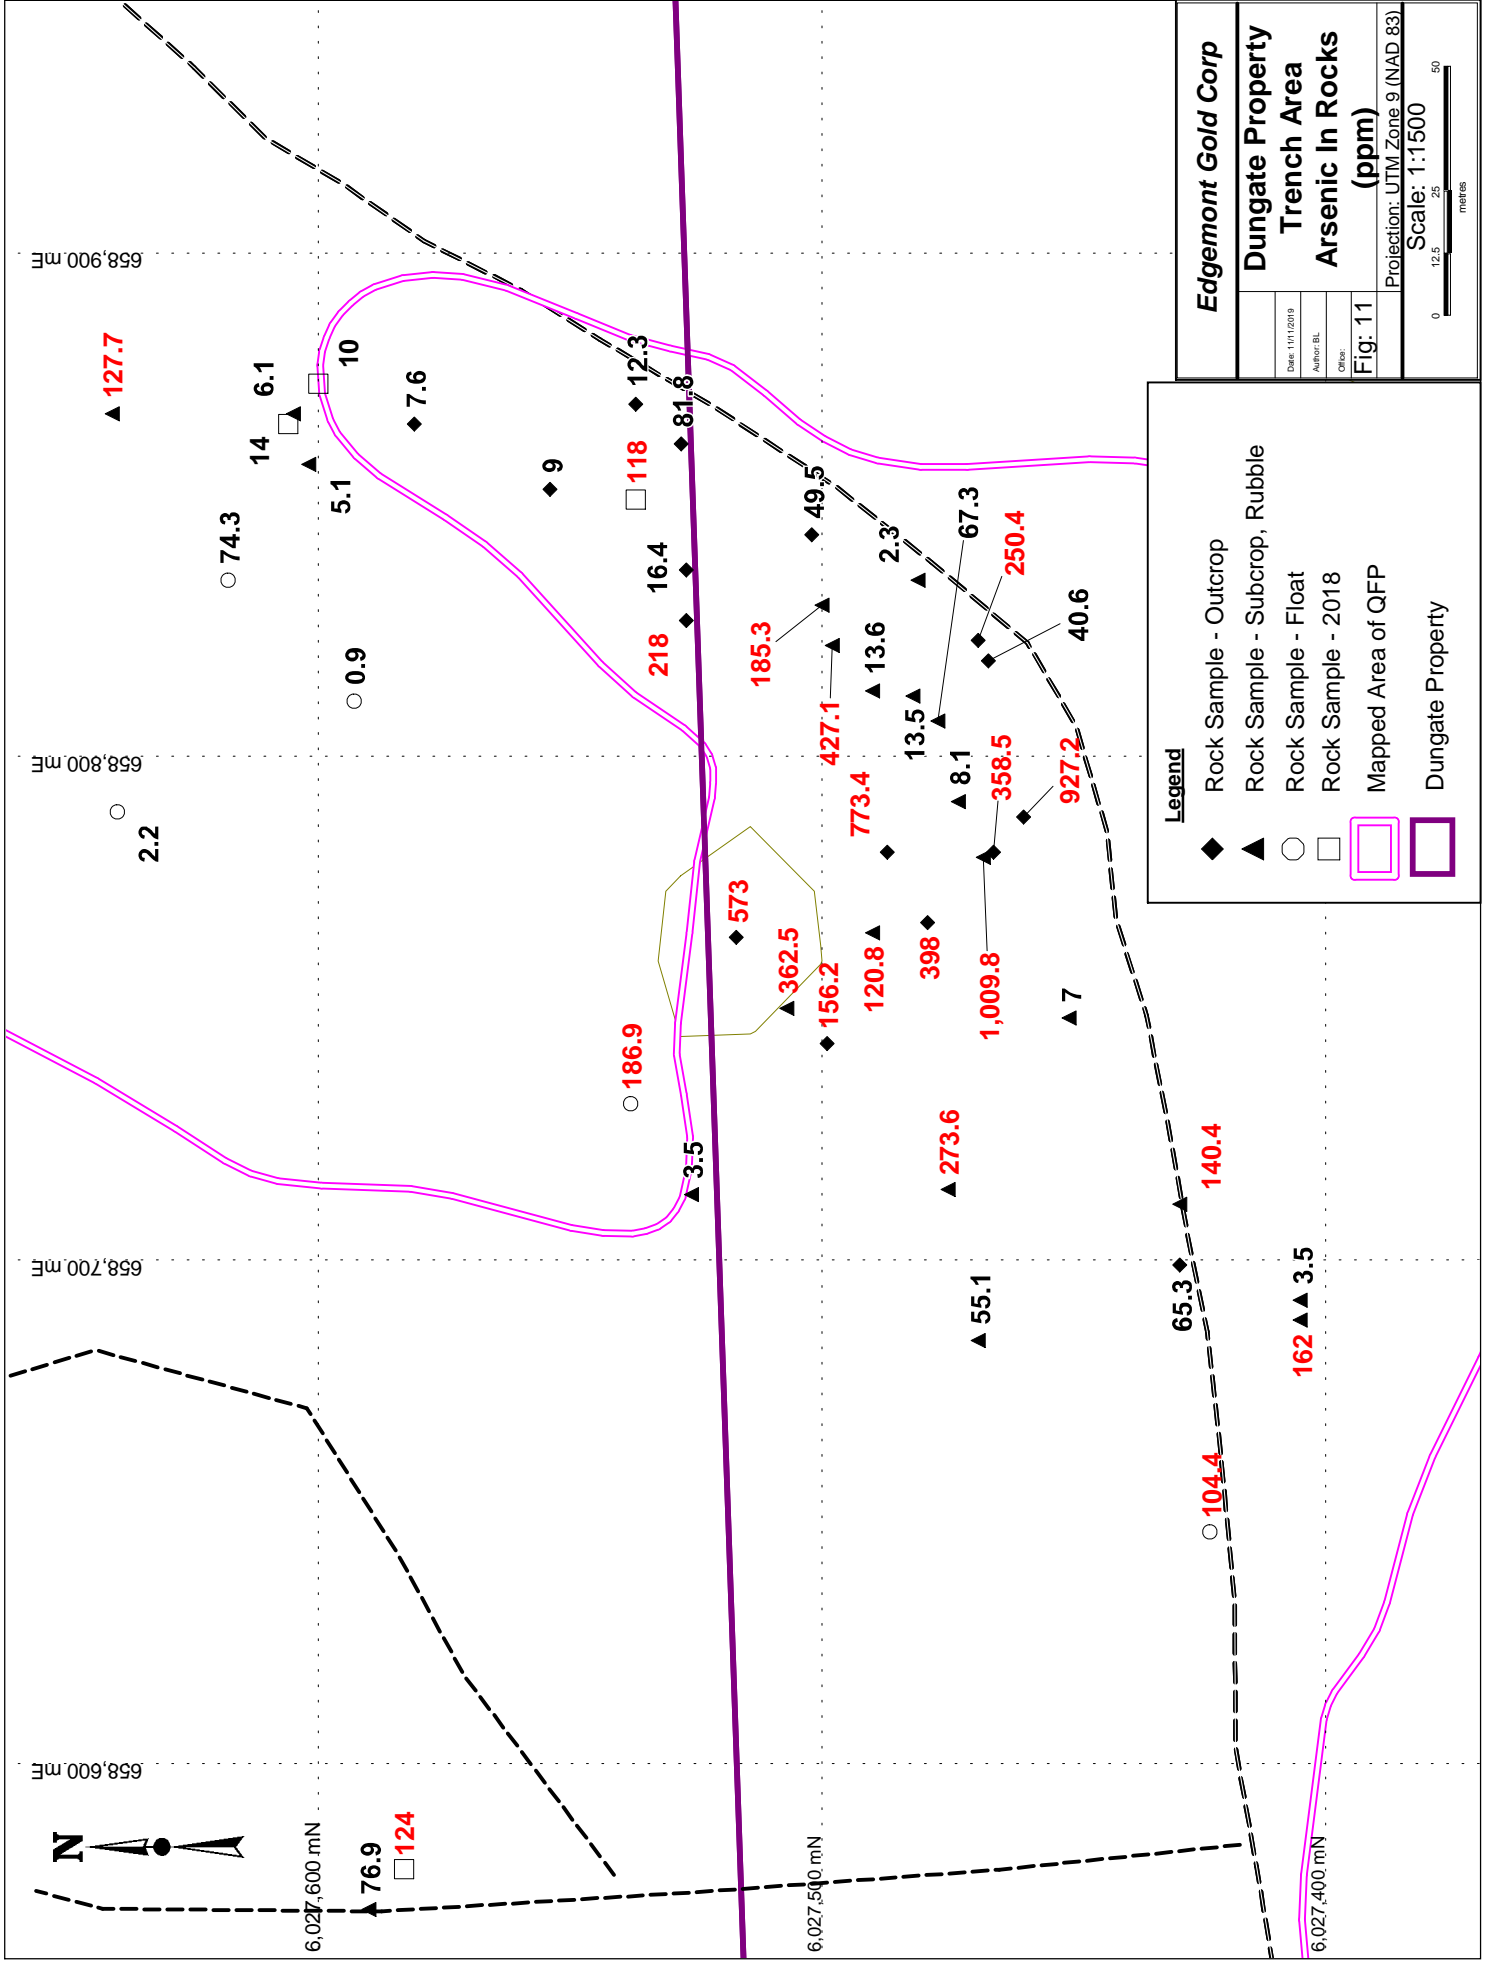 N
658,600 mE
658,700 mE
658,800 mE
658,900 mE
6,027,600 mN
6,027,500 mN
6,027,400 mN
76.9
124
2.2
0.9
74.3
127.7
14
6.1
5.1
10
7.6
9
12.3
118
81.8
16.4
218
186.9
3.5
573
362.5
156.2
49.5
185.3
427.1
2.3
13.6
13.5
67.3
250.4
40.6
773.4
120.8
398
8.1
358.5
927.2
1,009.8
7
273.6
55.1
140.4
65.3
162
3.5
104.4
Legend
Rock Sample - Outcrop
Rock Sample - Subcrop, Rubble
Rock Sample - Float
Rock Sample - 2018
Mapped Area of QFP
Dungate Property
Edgemont Gold Corp
Dungate Property
Trench Area
Arsenic In Rocks
(ppm)
Date: 11/11/2019
Author: BL
Office:
Fig: 11
Projection: UTM Zone 9 (NAD 83)
Scale: 1:1500
0 12.5 25 50
metres